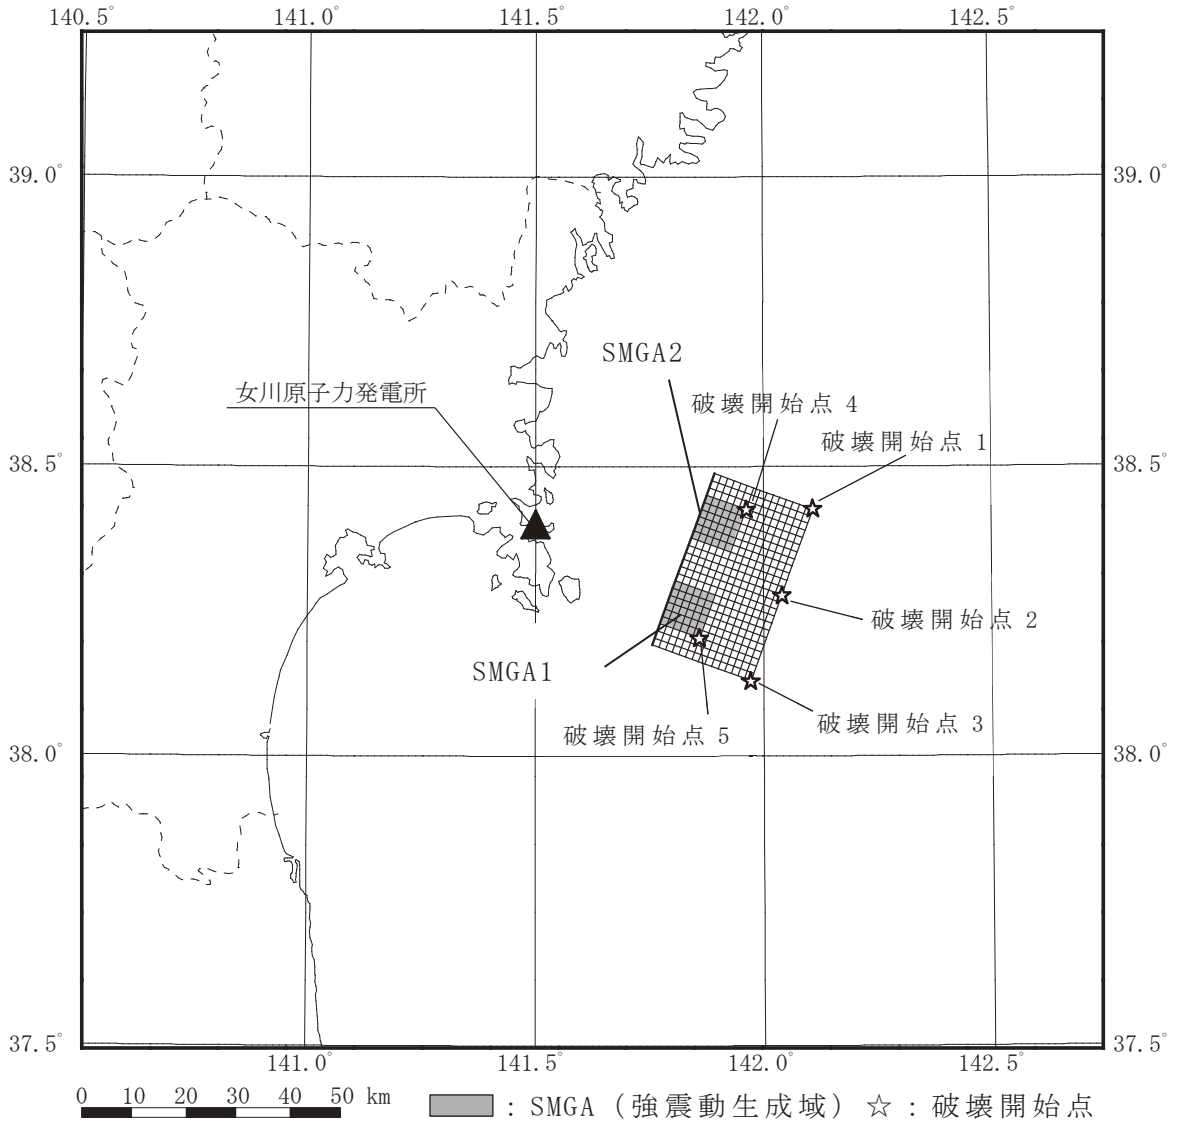 140.5° 141.0° 141.5° 142.0° 142.5°
39.0° 39.0°
SMGA2
女川原子力発電所
破壊開始点 4
破壊開始点 1
38.5° 38.5°
破壊開始点 2
SMGA1
破壊開始点 3
破壊開始点 5
38.0° 38.0°
37.5° 37.5°
141.0° 141.5° 142.0° 142.5°
0 10 20 30 40 50 km
: SMGA (強震動生成域) ☆ : 破壊開始点